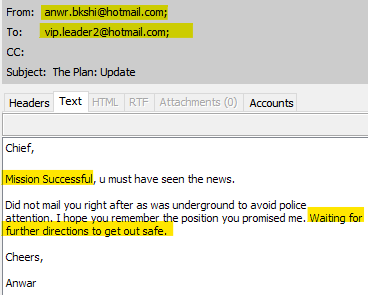 From: anwr.bkshi@hotmail.com;
To: vip.leader2@hotmail.com;
CC:
Subject: The Plan: Update
Headers Text HTML RTF Attachments (0) Accounts
Chief,
Mission Successful, u must have seen the news.
Did not mail you right after as was underground to avoid police
attention. I hope you remember the position you promised me. Waiting for
further directions to get out safe.
Cheers,
Anwar